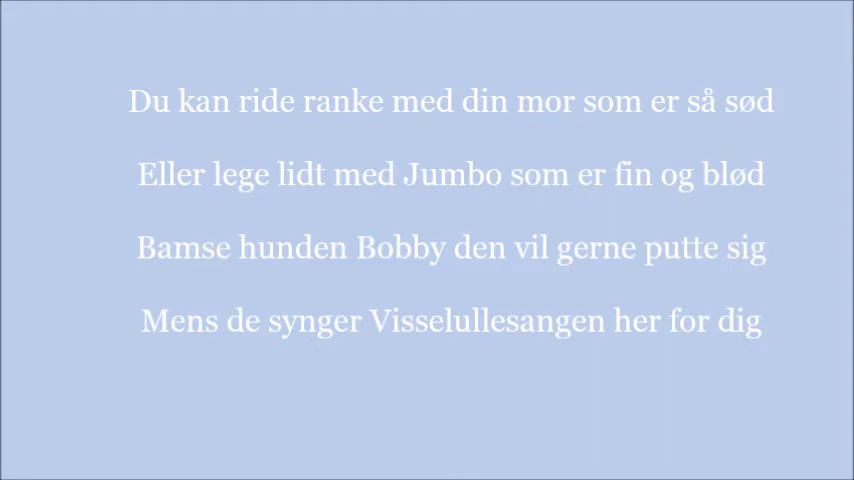 Du kan ride ranke med din mor som er så sød
Eller lege lidt med Jumbo som er fin og blød
Bamse hunden Bobby den vil gerne putte sig
Mens de synger Visselullesangen her for dig